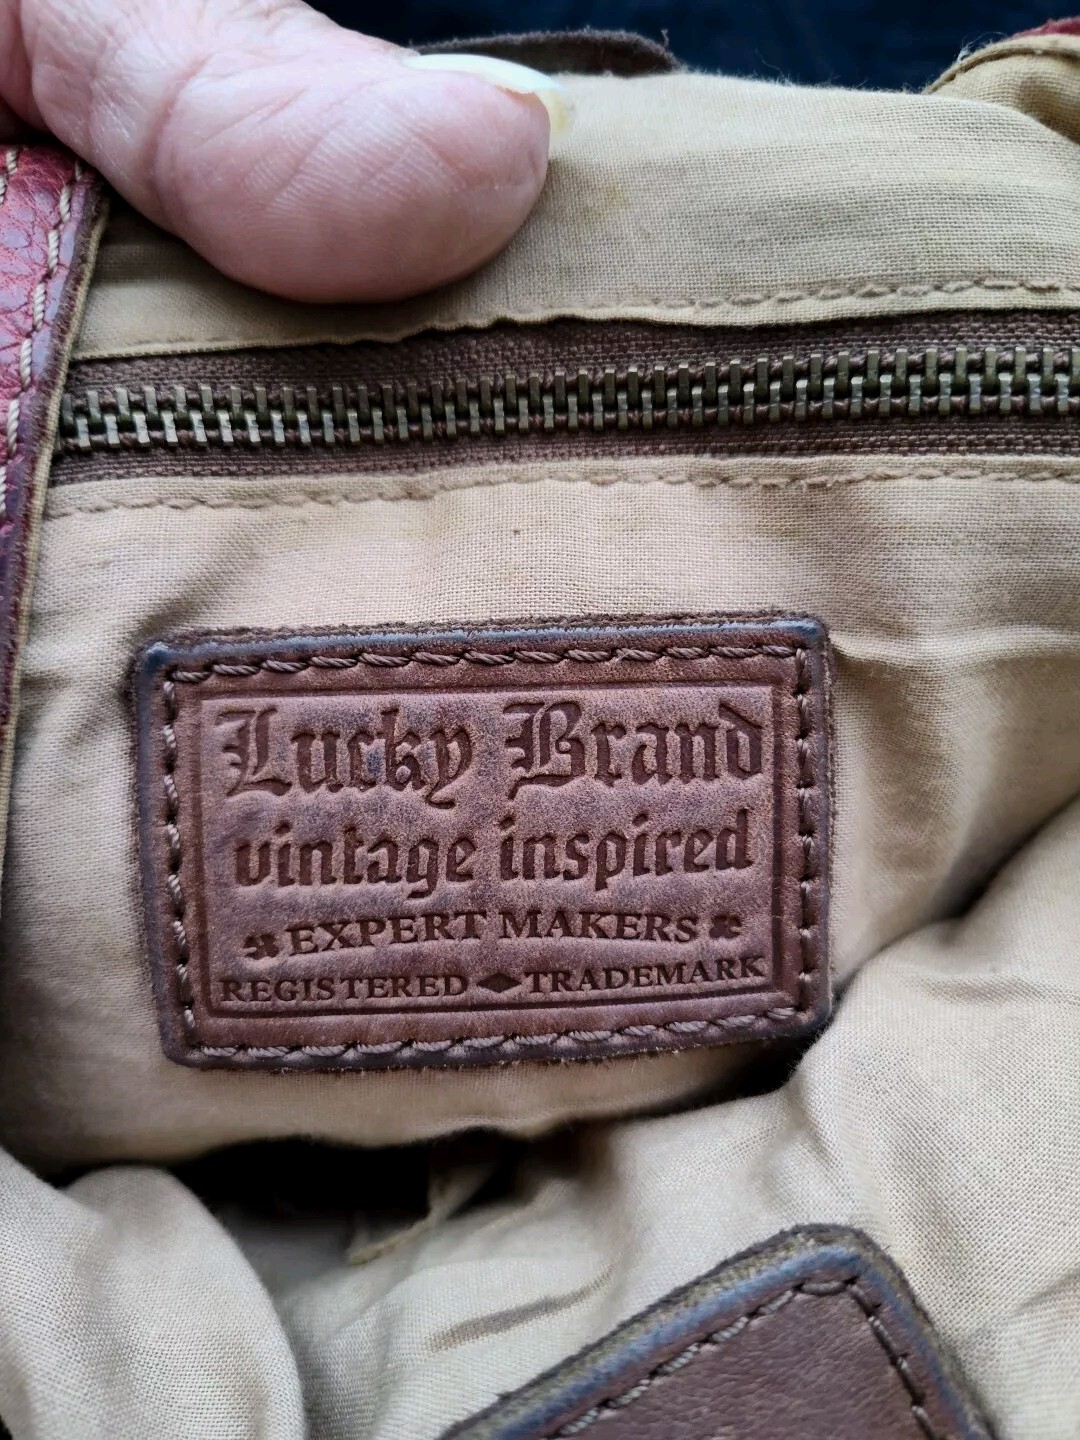 Lucky Brand
vintage inspired
EXPERT MAKERS
REGISTERED TRADEMARK